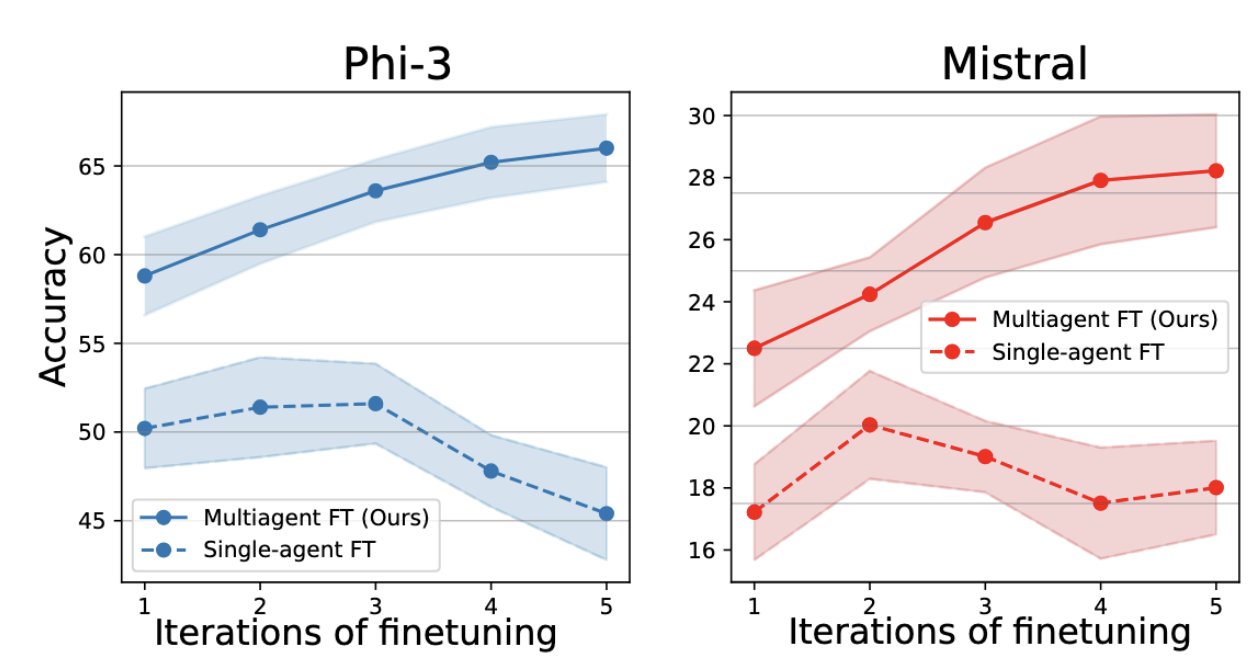 Phi-3
Accuracy
65
60
55
50
45
Multiagent FT (Ours)
Single-agent FT
1 2 3 4 5
Iterations of finetuning
Mistral
30
28
26
24
22
20
18
16
Multiagent FT (Ours)
Single-agent FT
1 2 3 4 5
Iterations of finetuning